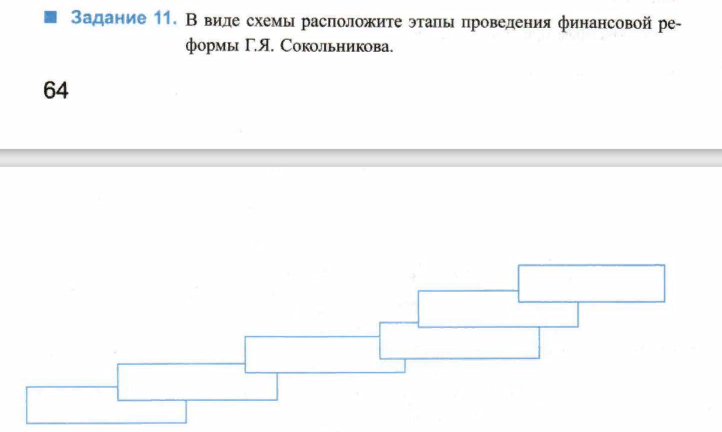 Задание 11. В виде схемы расположите этапы проведения финансовой ре-
формы Г.Я. Сокольникова.
64